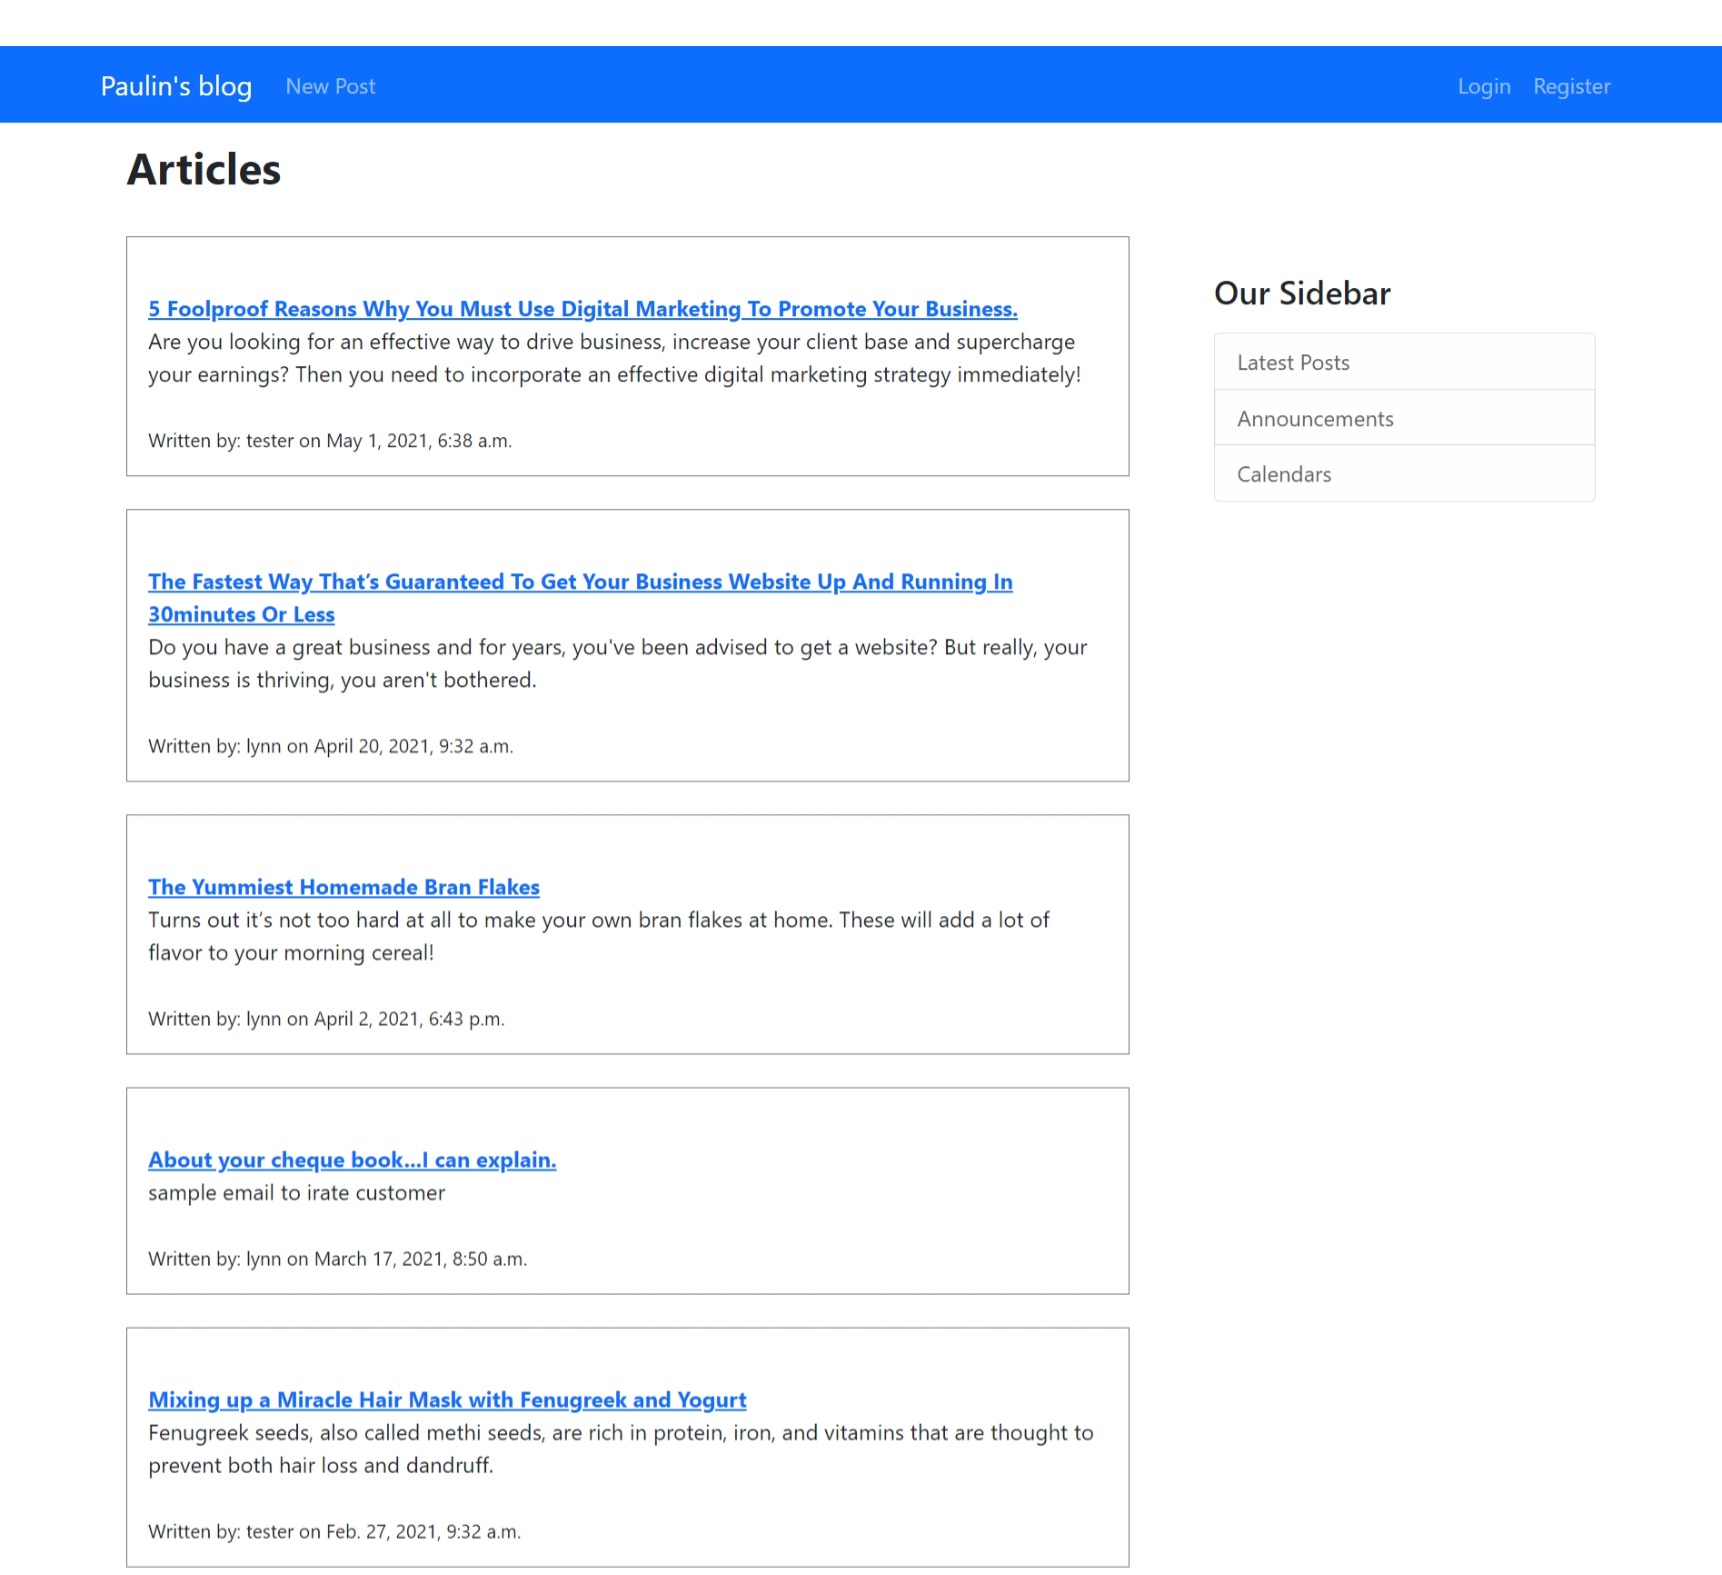 Paulin's blog New Post Login Register
Articles
5 Foolproof Reasons Why You Must Use Digital Marketing To Promote Your Business.
Are you looking for an effective way to drive business, increase your client base and supercharge
your earnings? Then you need to incorporate an effective digital marketing strategy immediately!
Written by: tester on May 1, 2021, 6:38 a.m.
The Fastest Way That’s Guaranteed To Get Your Business Website Up And Running In
30minutes Or Less
Do you have a great business and for years, you've been advised to get a website? But really, your
business is thriving, you aren't bothered.
Written by: lynn on April 20, 2021, 9:32 a.m.
The Yummiest Homemade Bran Flakes
Turns out it’s not too hard at all to make your own bran flakes at home. These will add a lot of
flavor to your morning cereal!
Written by: lynn on April 2, 2021, 6:43 p.m.
About your cheque book...I can explain.
sample email to irate customer
Written by: lynn on March 17, 2021, 8:50 a.m.
Mixing up a Miracle Hair Mask with Fenugreek and Yogurt
Fenugreek seeds, also called methi seeds, are rich in protein, iron, and vitamins that are thought to
prevent both hair loss and dandruff.
Written by: tester on Feb. 27, 2021, 9:32 a.m.
Our Sidebar
Latest Posts
Announcements
Calendars